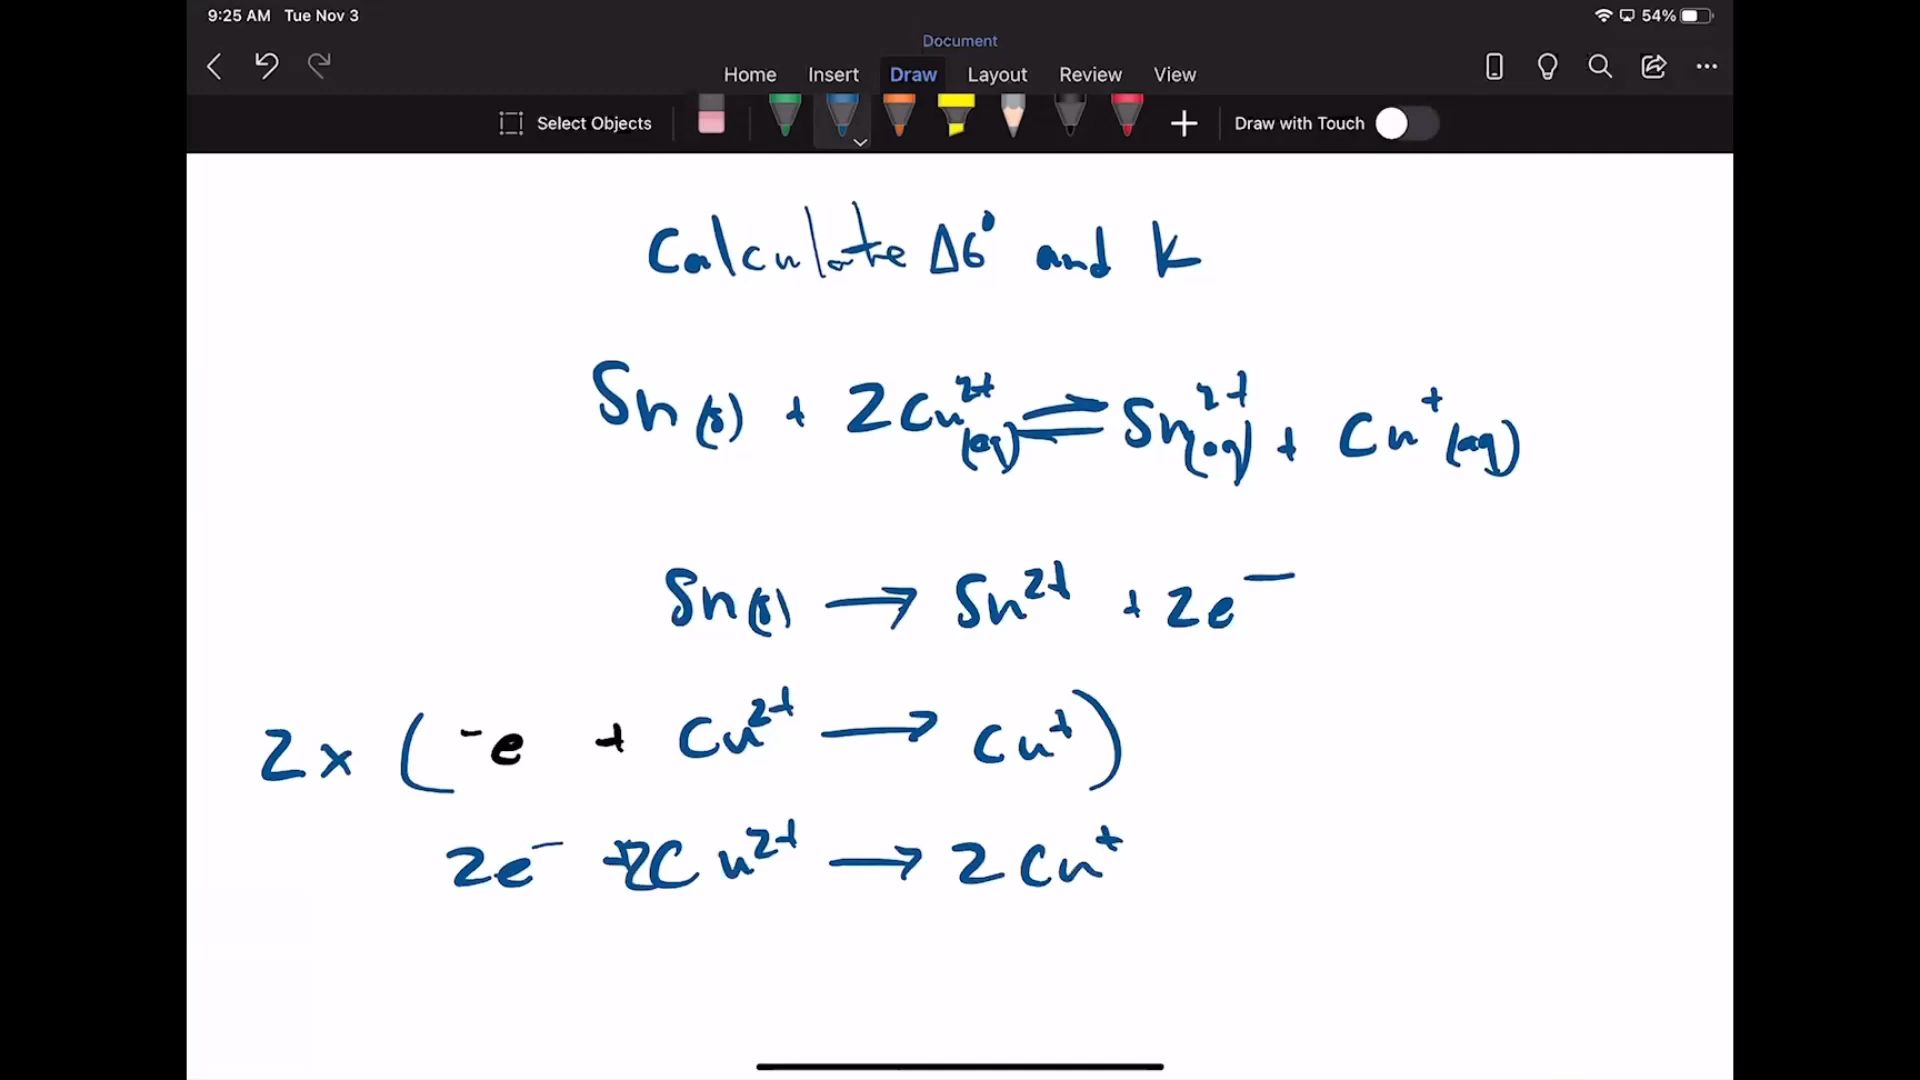 9:25 AM Tue Nov 3 54%
Document
Home Insert Draw Layout Review View
Select Objects Draw with Touch
Calculate ΔG° and K
Sn(s) + 2Cu²⁺(aq) ⇌ Sn²⁺(aq) + Cu⁺(aq)
Sn(s) → Sn²⁺ + 2e⁻
2 × (⁻e + Cu²⁺ → Cu⁺)
2e⁻ + 2Cu²⁺ → 2Cu⁺